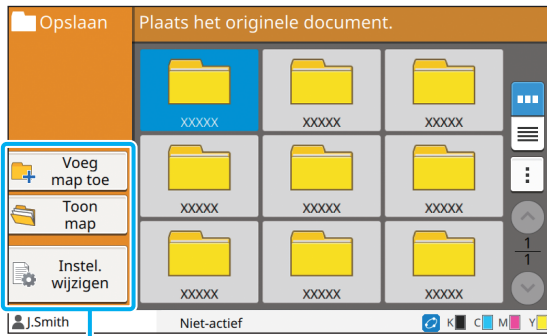 Opslaan
Plaats het originele document.
XXXXX
XXXXX
XXXXX
Voeg
map toe
XXXXX
XXXXX
XXXXX
Toon
map
1
1
Instel.
wijzigen
XXXXX
XXXXX
XXXXX
J.Smith
Niet-actief
K C M Y